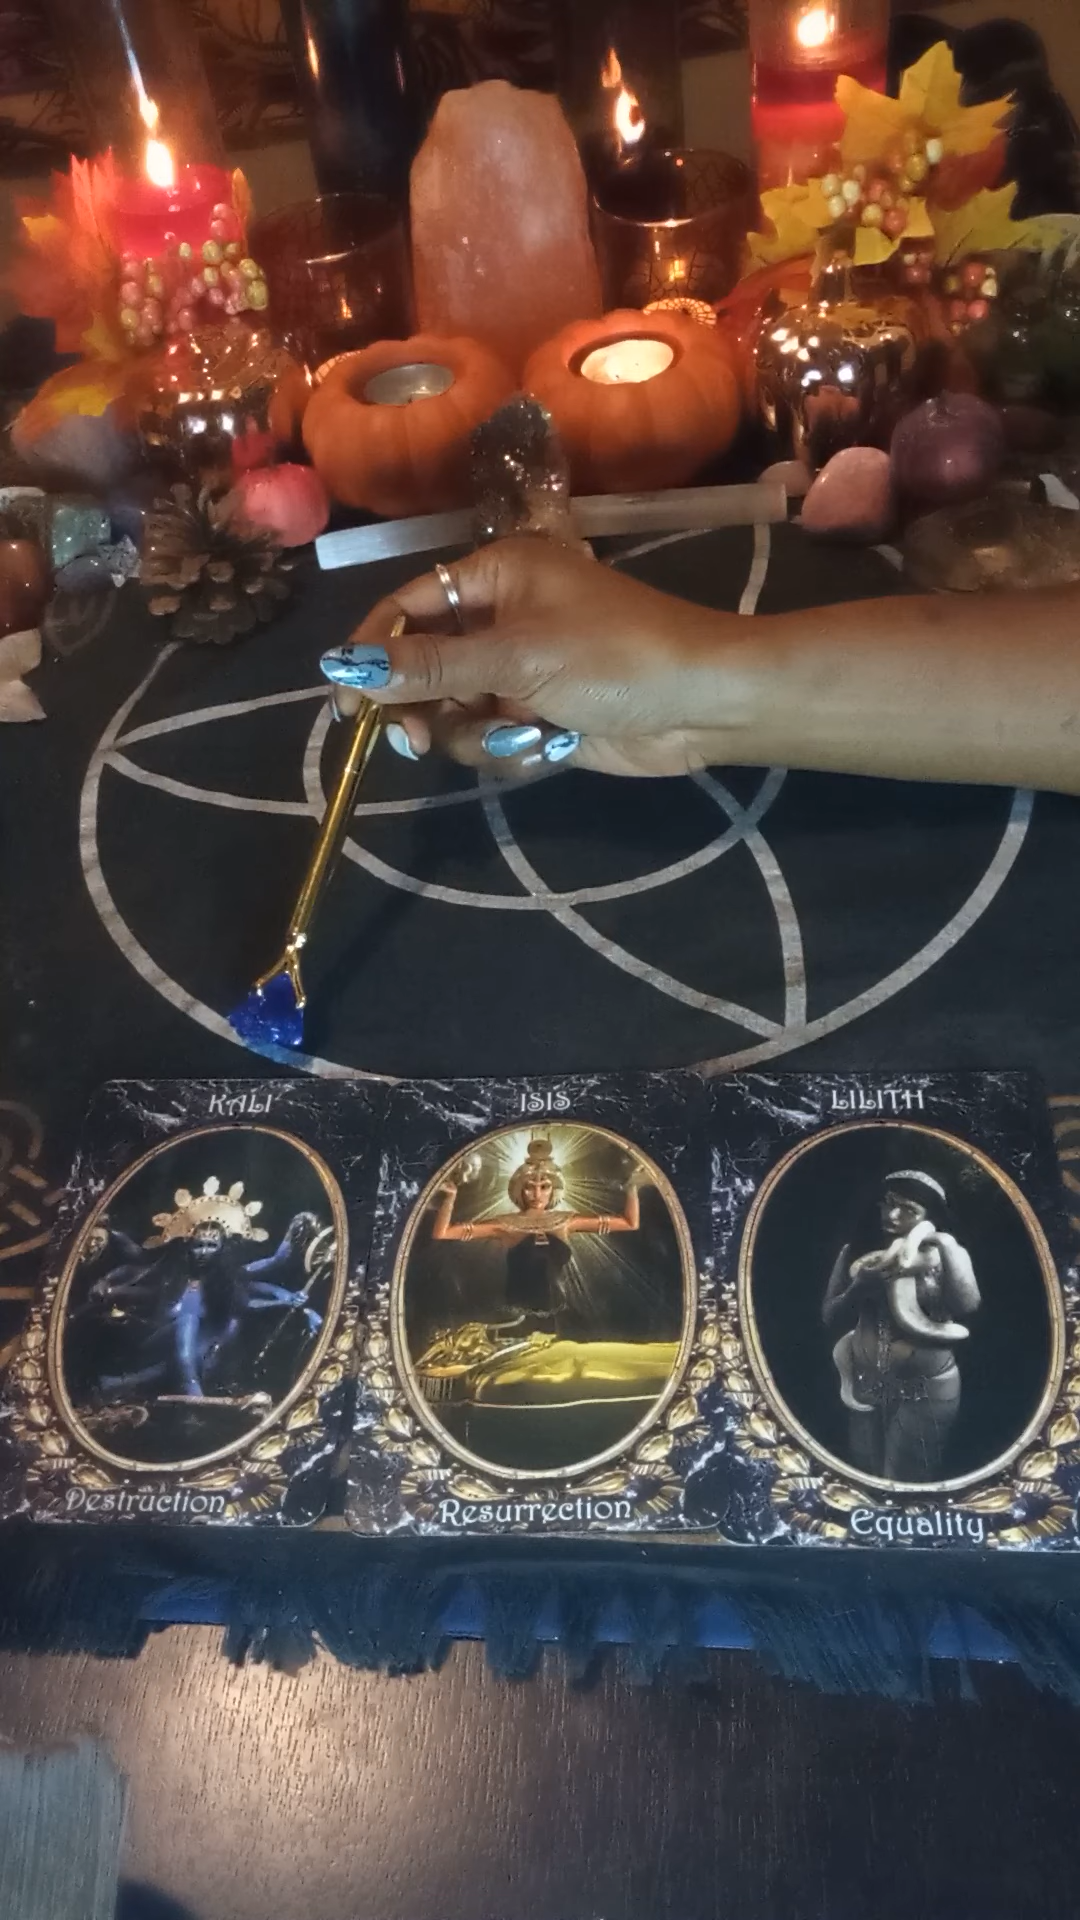 KALI
ISIS
LILITH
Destruction
Resurrection
Equality